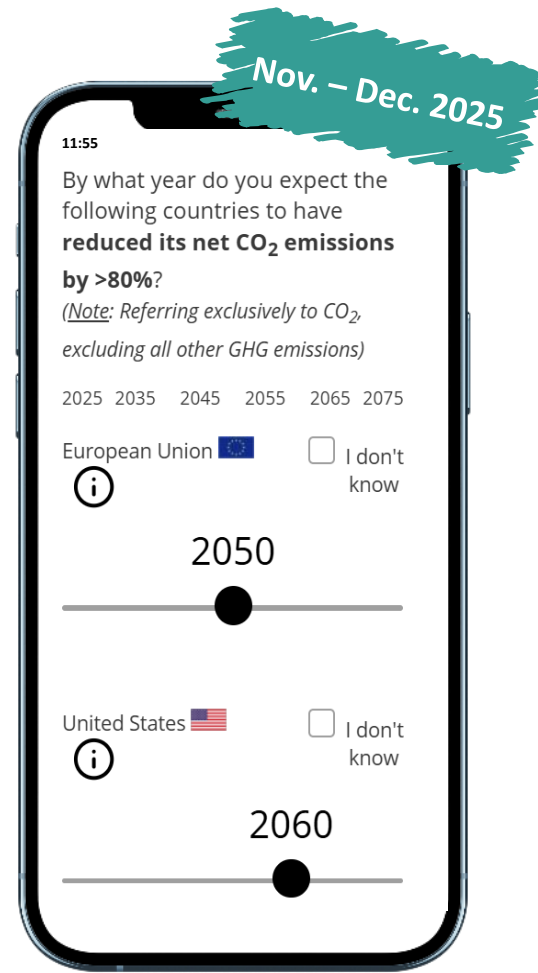 Nov. – Dec. 2025
11:55
By what year do you expect the
following countries to have
reduced its net CO₂ emissions
by >80%?
(Note: Referring exclusively to CO₂,
excluding all other GHG emissions)
2025 2035 2045 2055 2065 2075
European Union
I don't
know
2050
United States
I don't
know
2060